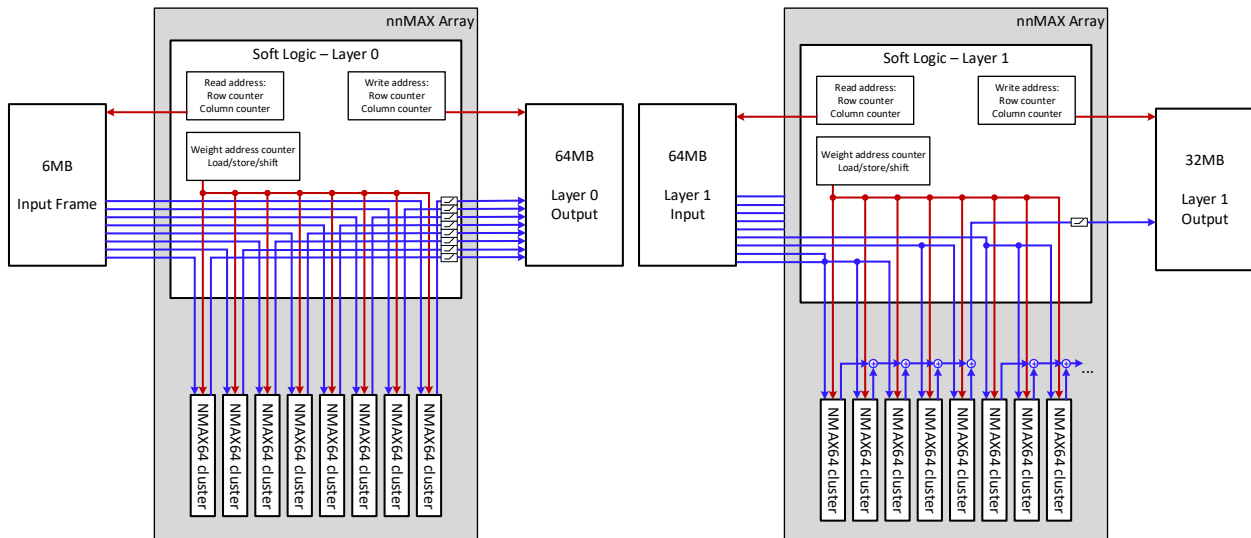 nnMAX Array
Soft Logic – Layer 0
Read address:
Row counter
Column counter
Write address:
Row counter
Column counter
Weight address counter
Load/store/shift
6MB
Input Frame
64MB
Layer 0
Output
NMAX64 cluster
NMAX64 cluster
NMAX64 cluster
NMAX64 cluster
NMAX64 cluster
NMAX64 cluster
NMAX64 cluster
NMAX64 cluster
nnMAX Array
Soft Logic – Layer 1
Read address:
Row counter
Column counter
Write address:
Row counter
Column counter
Weight address counter
Load/store/shift
64MB
Layer 1
Input
32MB
Layer 1
Output
+
+
+
+
+
+
...
NMAX64 cluster
NMAX64 cluster
NMAX64 cluster
NMAX64 cluster
NMAX64 cluster
NMAX64 cluster
NMAX64 cluster
NMAX64 cluster